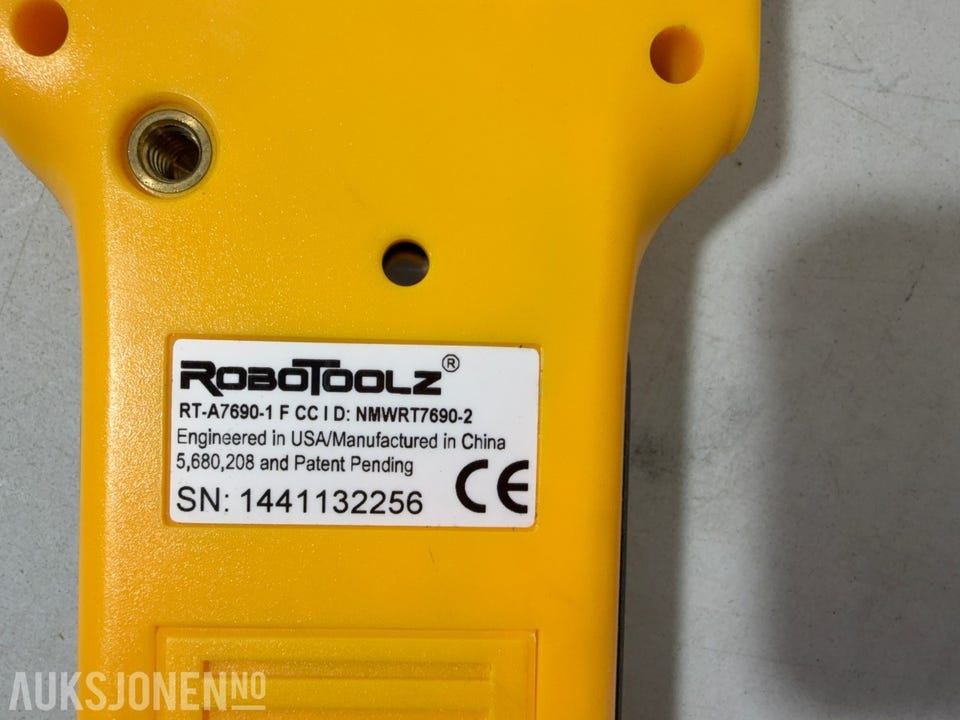 ROBOTOOLZ®
RT-A7690-1 F CC I D: NMWRT7690-2
Engineered in USA/Manufactured in China
5,680,208 and Patent Pending
SN: 1441132256 CE
AUKSJONEN.NO